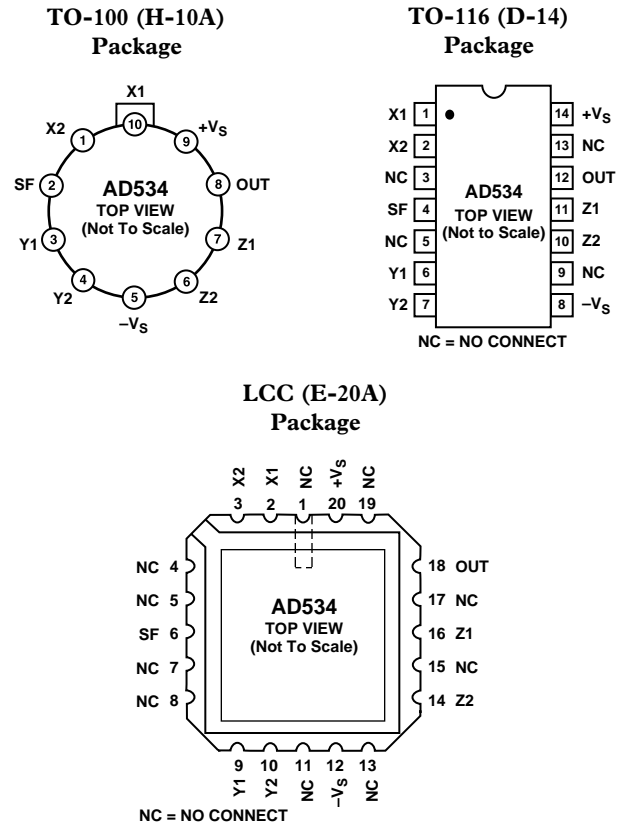 TO-100 (H-10A)
Package
X1
10
X2
1
9
+VS
SF
2
8
OUT
AD534
TOP VIEW
(Not To Scale)
Y1
3
7
Z1
Y2
4
5
6
Z2
–VS
TO-116 (D-14)
Package
X1 1
14 +VS
X2 2
13 NC
NC 3
12 OUT
AD534
TOP VIEW
(Not to Scale)
SF 4
11 Z1
NC 5
10 Z2
Y1 6
9 NC
Y2 7
8 –VS
NC = NO CONNECT
LCC (E-20A)
Package
X2 X1 NC +VS NC
3 2 1 20 19
NC 4
18 OUT
NC 5
17 NC
SF 6
16 Z1
NC 7
15 NC
NC 8
14 Z2
AD534
TOP VIEW
(Not To Scale)
9 10 11 12 13
Y1 Y2 NC –VS NC
NC = NO CONNECT